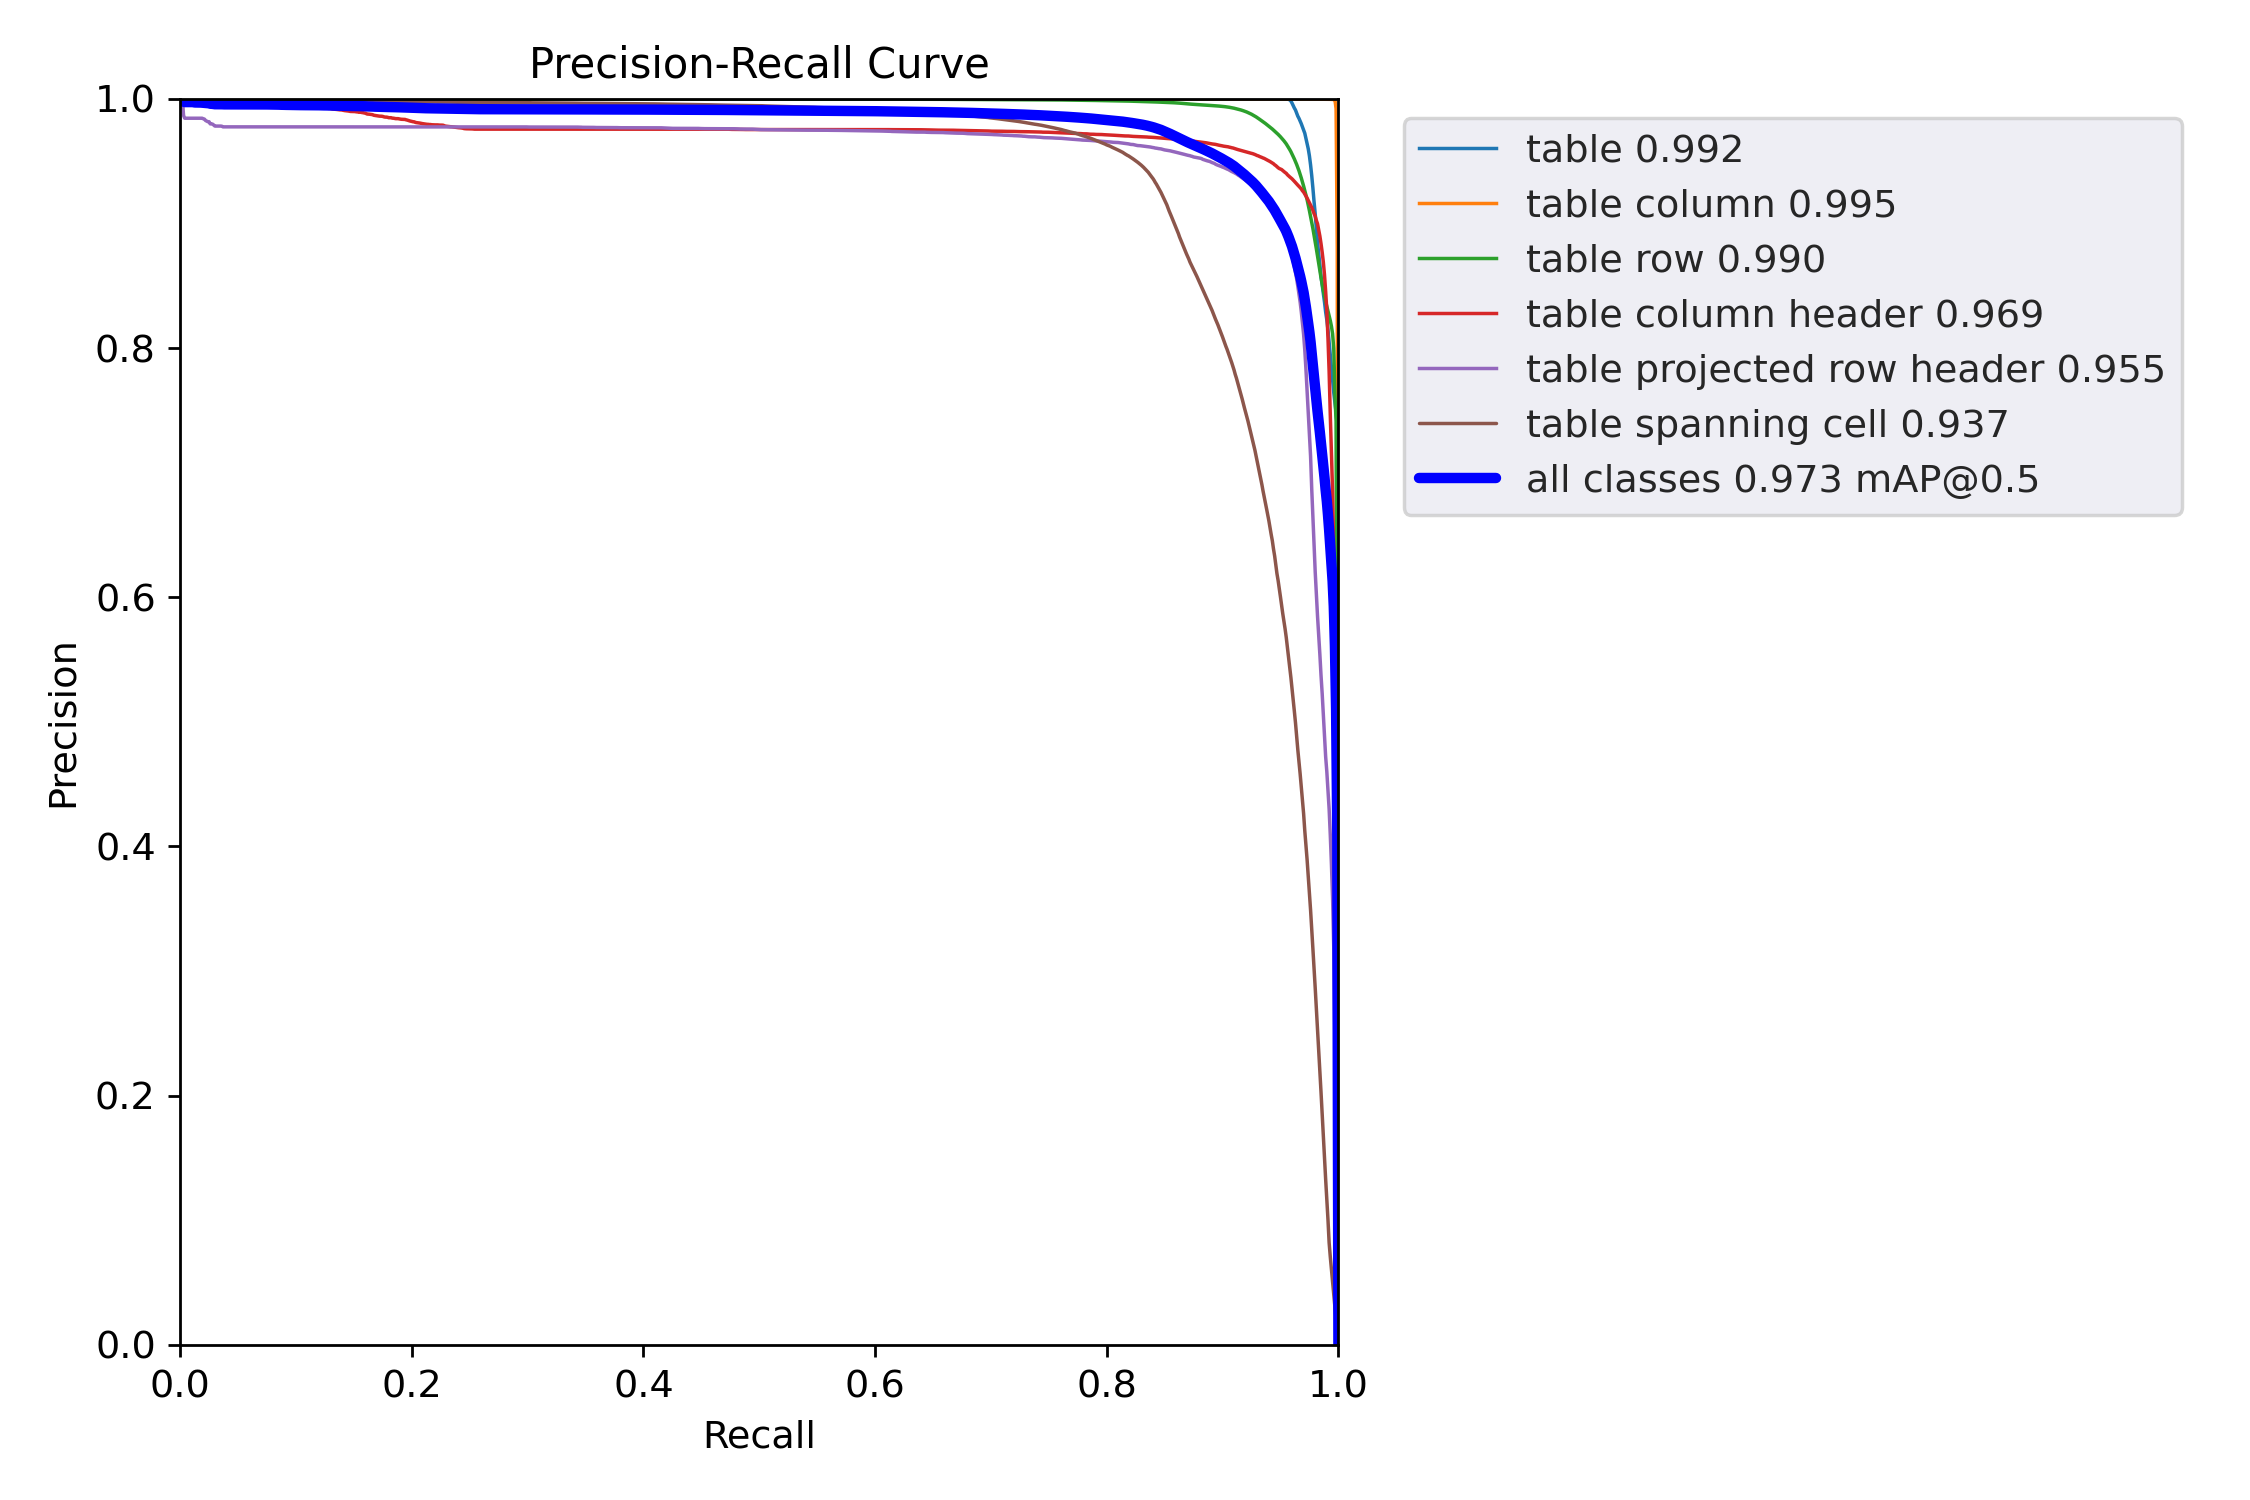 Precision-Recall Curve
1.0
0.8
0.6
0.4
0.2
0.0
Precision
0.0 0.2 0.4 0.6 0.8 1.0
Recall
table 0.992
table column 0.995
table row 0.990
table column header 0.969
table projected row header 0.955
table spanning cell 0.937
all classes 0.973 mAP@0.5